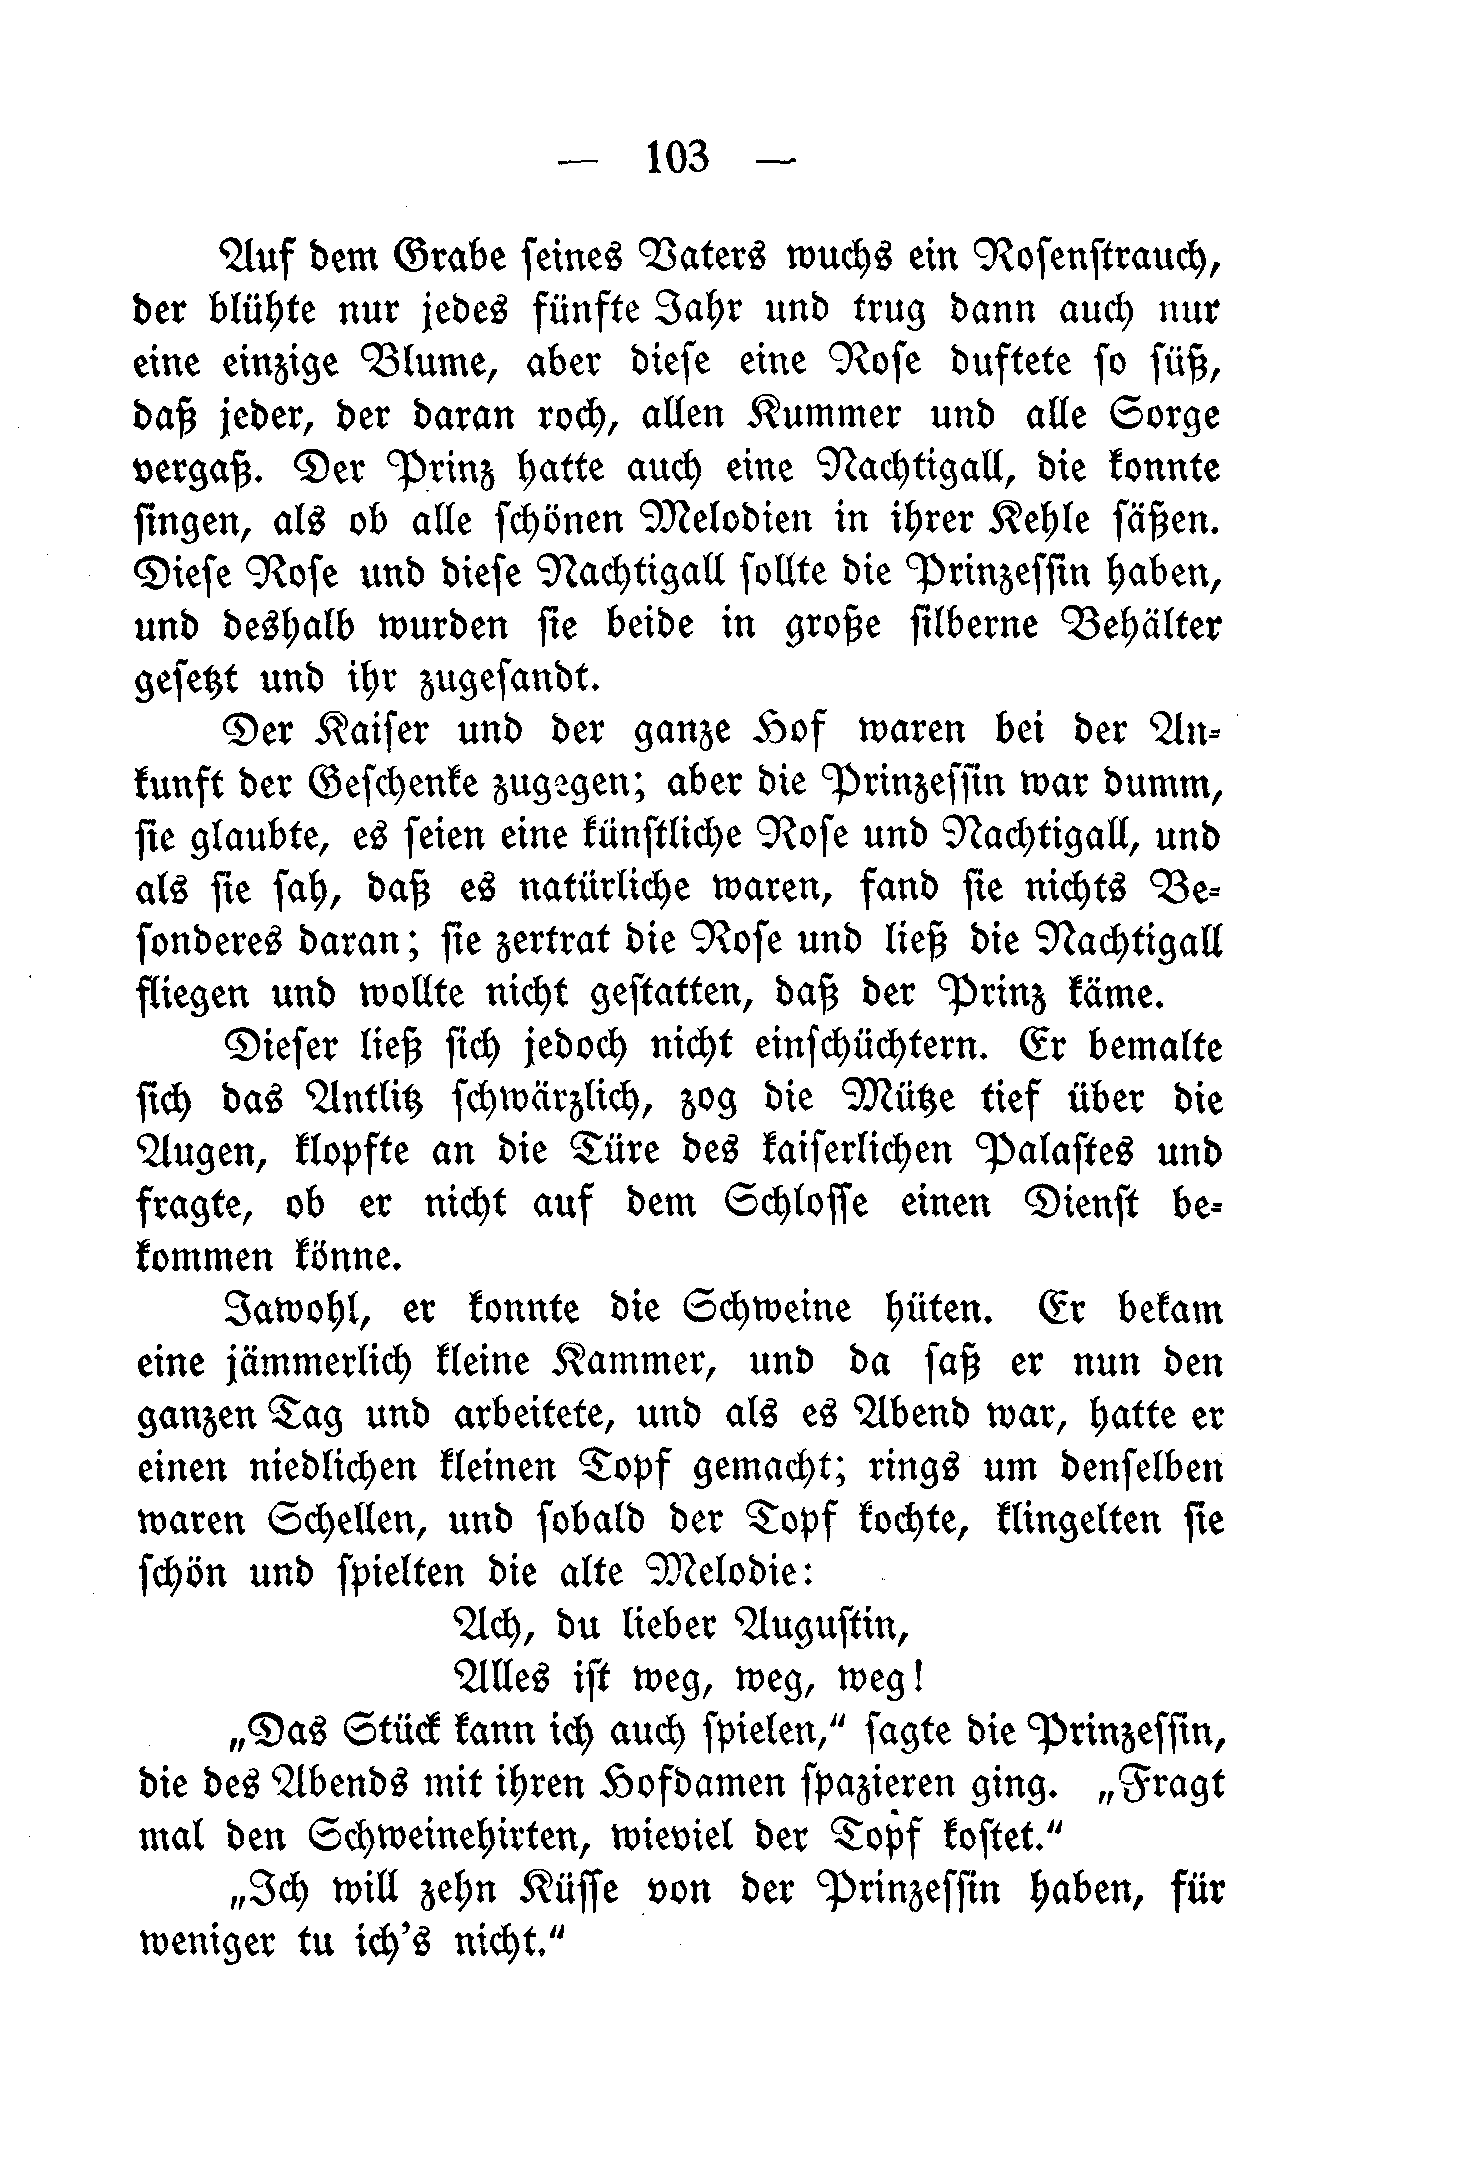 — 103 —
Auf dem Grabe seines Vaters wuchs ein Rosenstrauch,
der blühte nur jedes fünfte Jahr und trug dann auch nur
eine einzige Blume, aber diese eine Rose duftete so süß,
daß jeder, der daran roch, allen Kummer und alle Sorge
vergaß. Der Prinz hatte auch eine Nachtigall, die konnte
singen, als ob alle schönen Melodien in ihrer Kehle säßen.
Diese Rose und diese Nachtigall sollte die Prinzessin haben,
und deshalb wurden sie beide in große silberne Behälter
gesetzt und ihr zugesandt.
Der Kaiser und der ganze Hof waren bei der An-
kunft der Geschenke zugegen; aber die Prinzessin war dumm,
sie glaubte, es seien eine künstliche Rose und Nachtigall, und
als sie sah, daß es natürliche waren, fand sie nichts Be-
sonderes daran; sie zertrat die Rose und ließ die Nachtigall
fliegen und wollte nicht gestatten, daß der Prinz käme.
Dieser ließ sich jedoch nicht einschüchtern. Er bemalte
sich das Antlitz schwärzlich, zog die Mütze tief über die
Augen, klopfte an die Türe des kaiserlichen Palastes und
fragte, ob er nicht auf dem Schlosse einen Dienst be-
kommen könne.
Jawohl, er konnte die Schweine hüten. Er bekam
eine jämmerlich kleine Kammer, und da saß er nun den
ganzen Tag und arbeitete, und als es Abend war, hatte er
einen niedlichen kleinen Topf gemacht; rings um denselben
waren Schellen, und sobald der Topf kochte, klingelten sie
schön und spielten die alte Melodie:
Ach, du lieber Augustin,
Alles ist weg, weg, weg!
„Das Stück kann ich auch spielen,“ sagte die Prinzessin,
die des Abends mit ihren Hofdamen spazieren ging. „Fragt
mal den Schweinehirten, wieviel der Topf kostet.“
„Ich will zehn Küsse von der Prinzessin haben, für
weniger tu ich's nicht.“